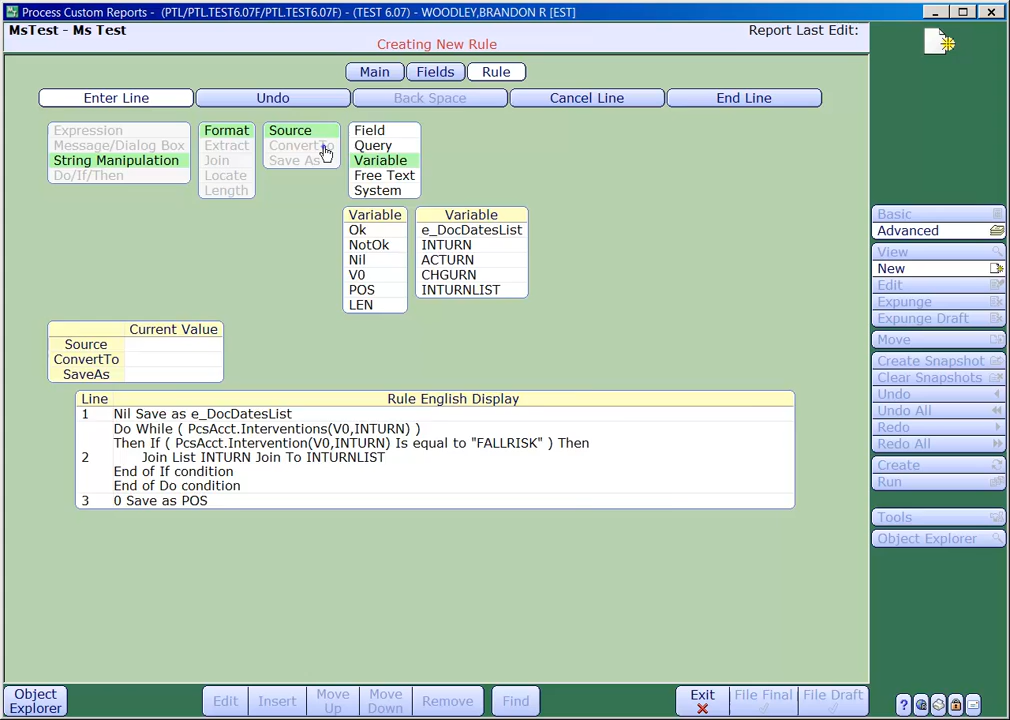 Process Custom Reports - (PTL/PTL.TEST6.07F/PTL.TEST6.07F) - (TEST 6.07) - WOODLEY,BRANDON R [EST]
MsTest - Ms Test
Report Last Edit:
Creating New Rule
Main Fields Rule
Enter Line Undo Back Space Cancel Line End Line
Expression
Message/Dialog Box
String Manipulation
Do/If/Then
Format
Extract
Join
Locate
Length
Source
ConvertTo
Save As
Field
Query
Variable
Free Text
System
Variable
Ok
NotOk
Nil
V0
POS
LEN
Variable
e_DocDatesList
INTURN
ACTURN
CHGURN
INTURNLIST
Current Value
Source
ConvertTo
SaveAs
Line Rule English Display
1 Nil Save as e_DocDatesList
Do While ( PcsAcct.Interventions(V0,INTURN) )
Then If ( PcsAcct.Intervention(V0,INTURN) Is equal to "FALLRISK" ) Then
2 Join List INTURN Join To INTURNLIST
End of If condition
End of Do condition
3 0 Save as POS
Basic
Advanced
View
New
Edit
Expunge
Expunge Draft
Move
Create Snapshot
Clear Snapshots
Undo
Undo All
Redo
Redo All
Create
Run
Tools
Object Explorer
Object Explorer
Edit
Insert
Move Up
Move Down
Remove
Find
Exit
File Final
File Draft
?